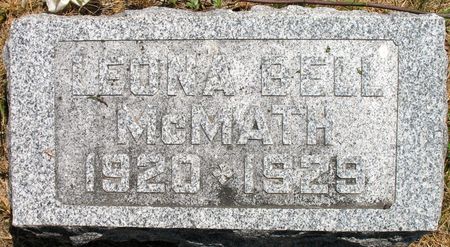 LEONA BELL
McMATH
1920 + 1929